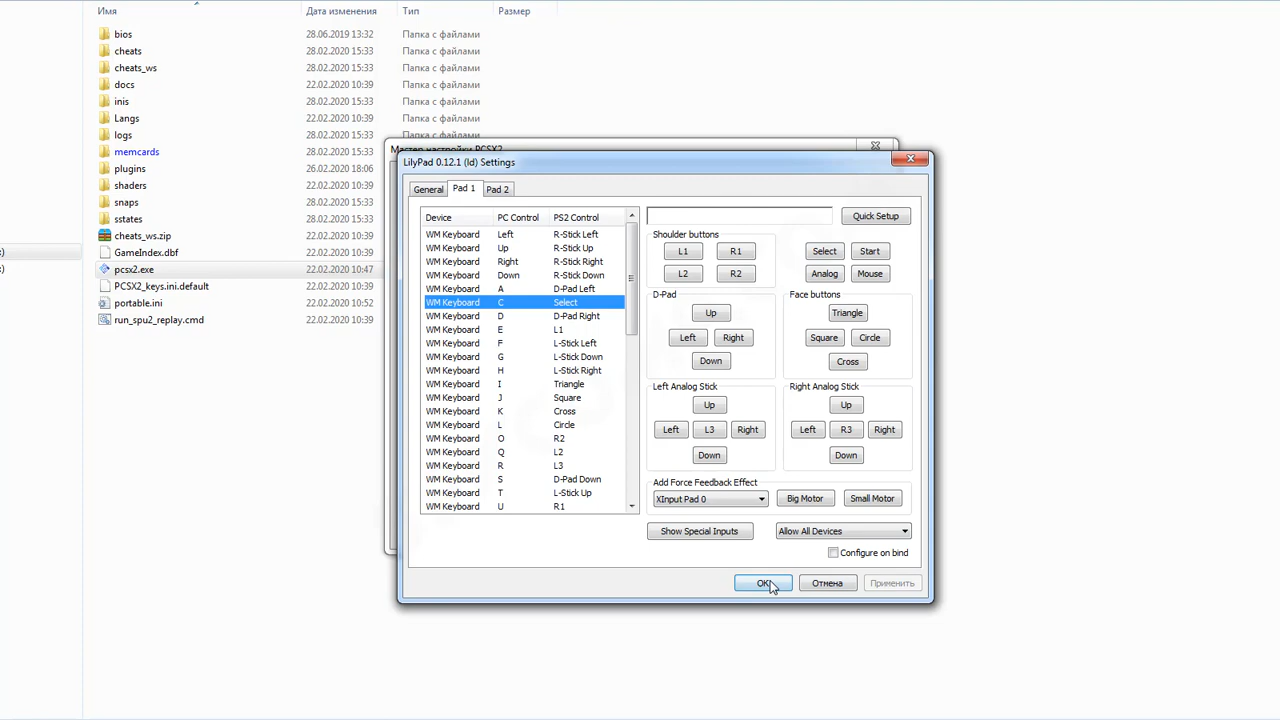 Имя Дата изменения Тип Размер
bios 28.06.2019 13:32 Папка с файлами
cheats 28.02.2020 15:33 Папка с файлами
cheats_ws 28.02.2020 15:33 Папка с файлами
docs 22.02.2020 10:39 Папка с файлами
inis 28.02.2020 15:33 Папка с файлами
Langs 22.02.2020 10:39 Папка с файлами
logs 28.02.2020 15:33 Папка с файлами
memcards 28.02.2020 15:33
plugins 26.02.2020 18:06
shaders 22.02.2020 10:39
snaps 28.02.2020 15:33
sstates 28.02.2020 15:33
cheats_ws.zip 22.02.2020 10:39
GameIndex.dbf 22.02.2020 10:39
pcsx2.exe 22.02.2020 10:47
PCSX2_keys.ini.default 22.02.2020 10:39
portable.ini 22.02.2020 10:52
run_spu2_replay.cmd 22.02.2020 10:39
Мастер настройки PCSX2
LilyPad 0.12.1 (ld) Settings
General Pad 1 Pad 2
Device PC Control PS2 Control
WM Keyboard Left R-Stick Left
WM Keyboard Up R-Stick Up
WM Keyboard Right R-Stick Right
WM Keyboard Down R-Stick Down
WM Keyboard A D-Pad Left
WM Keyboard C Select
WM Keyboard D D-Pad Right
WM Keyboard E L1
WM Keyboard F L-Stick Left
WM Keyboard G L-Stick Down
WM Keyboard H L-Stick Right
WM Keyboard I Triangle
WM Keyboard J Square
WM Keyboard K Cross
WM Keyboard L Circle
WM Keyboard O R2
WM Keyboard Q L2
WM Keyboard R L3
WM Keyboard S D-Pad Down
WM Keyboard T L-Stick Up
WM Keyboard U R1
Quick Setup
Shoulder buttons
L1 R1 Select Start
L2 R2 Analog Mouse
D-Pad Face buttons
Up Triangle
Left Right Square Circle
Down Cross
Left Analog Stick Right Analog Stick
Up Up
Left L3 Right Left R3 Right
Down Down
Add Force Feedback Effect
XInput Pad 0 Big Motor Small Motor
Show Special Inputs Allow All Devices
Configure on bind
OK Отмена Применить